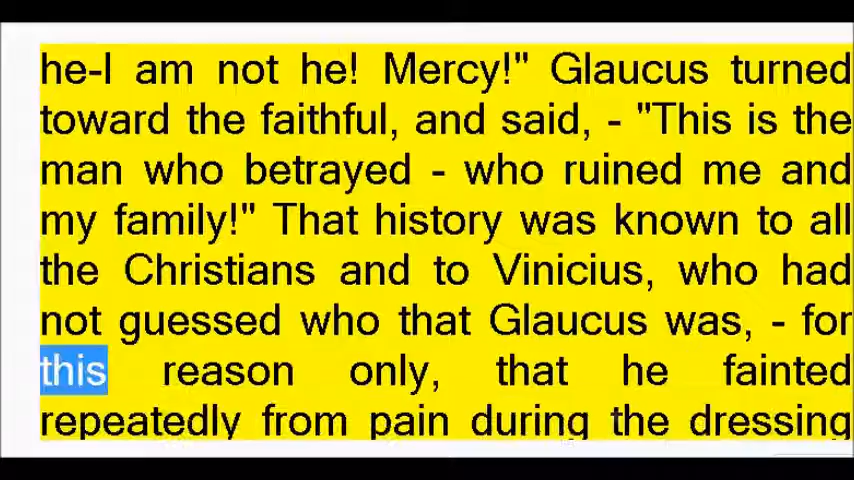 he-I am not he! Mercy!" Glaucus turned
toward the faithful, and said, - "This is the
man who betrayed - who ruined me and
my family!" That history was known to all
the Christians and to Vinicius, who had
not guessed who that Glaucus was, - for
this reason only, that he fainted
repeatedly from pain during the dressing